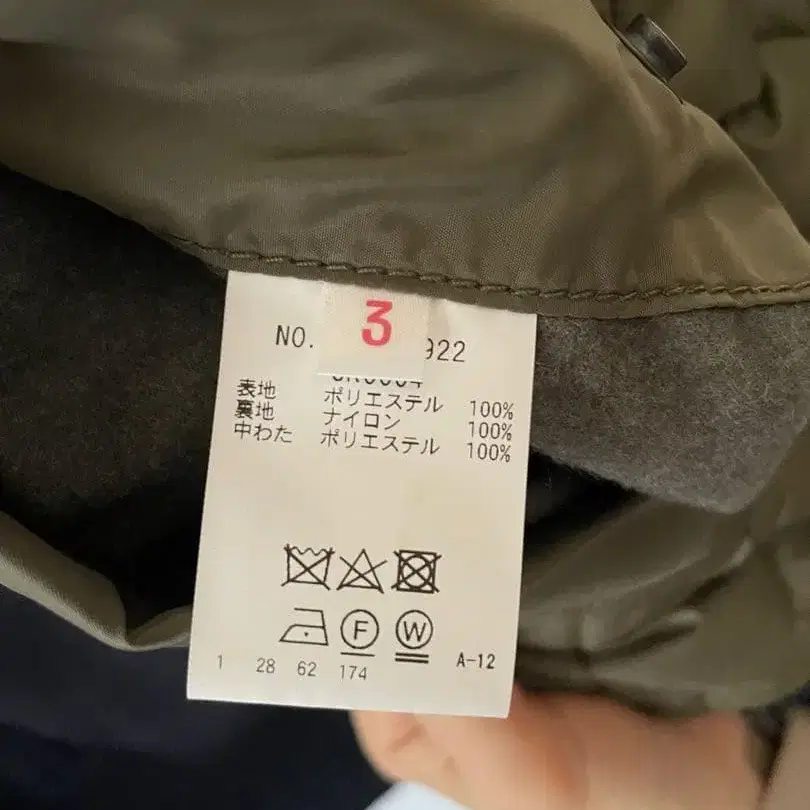 3
NO. 922
表地 ポリエステル 100%
裏地 ナイロン 100%
中わた ポリエステル 100%
F W
1 28 62 174 A-12